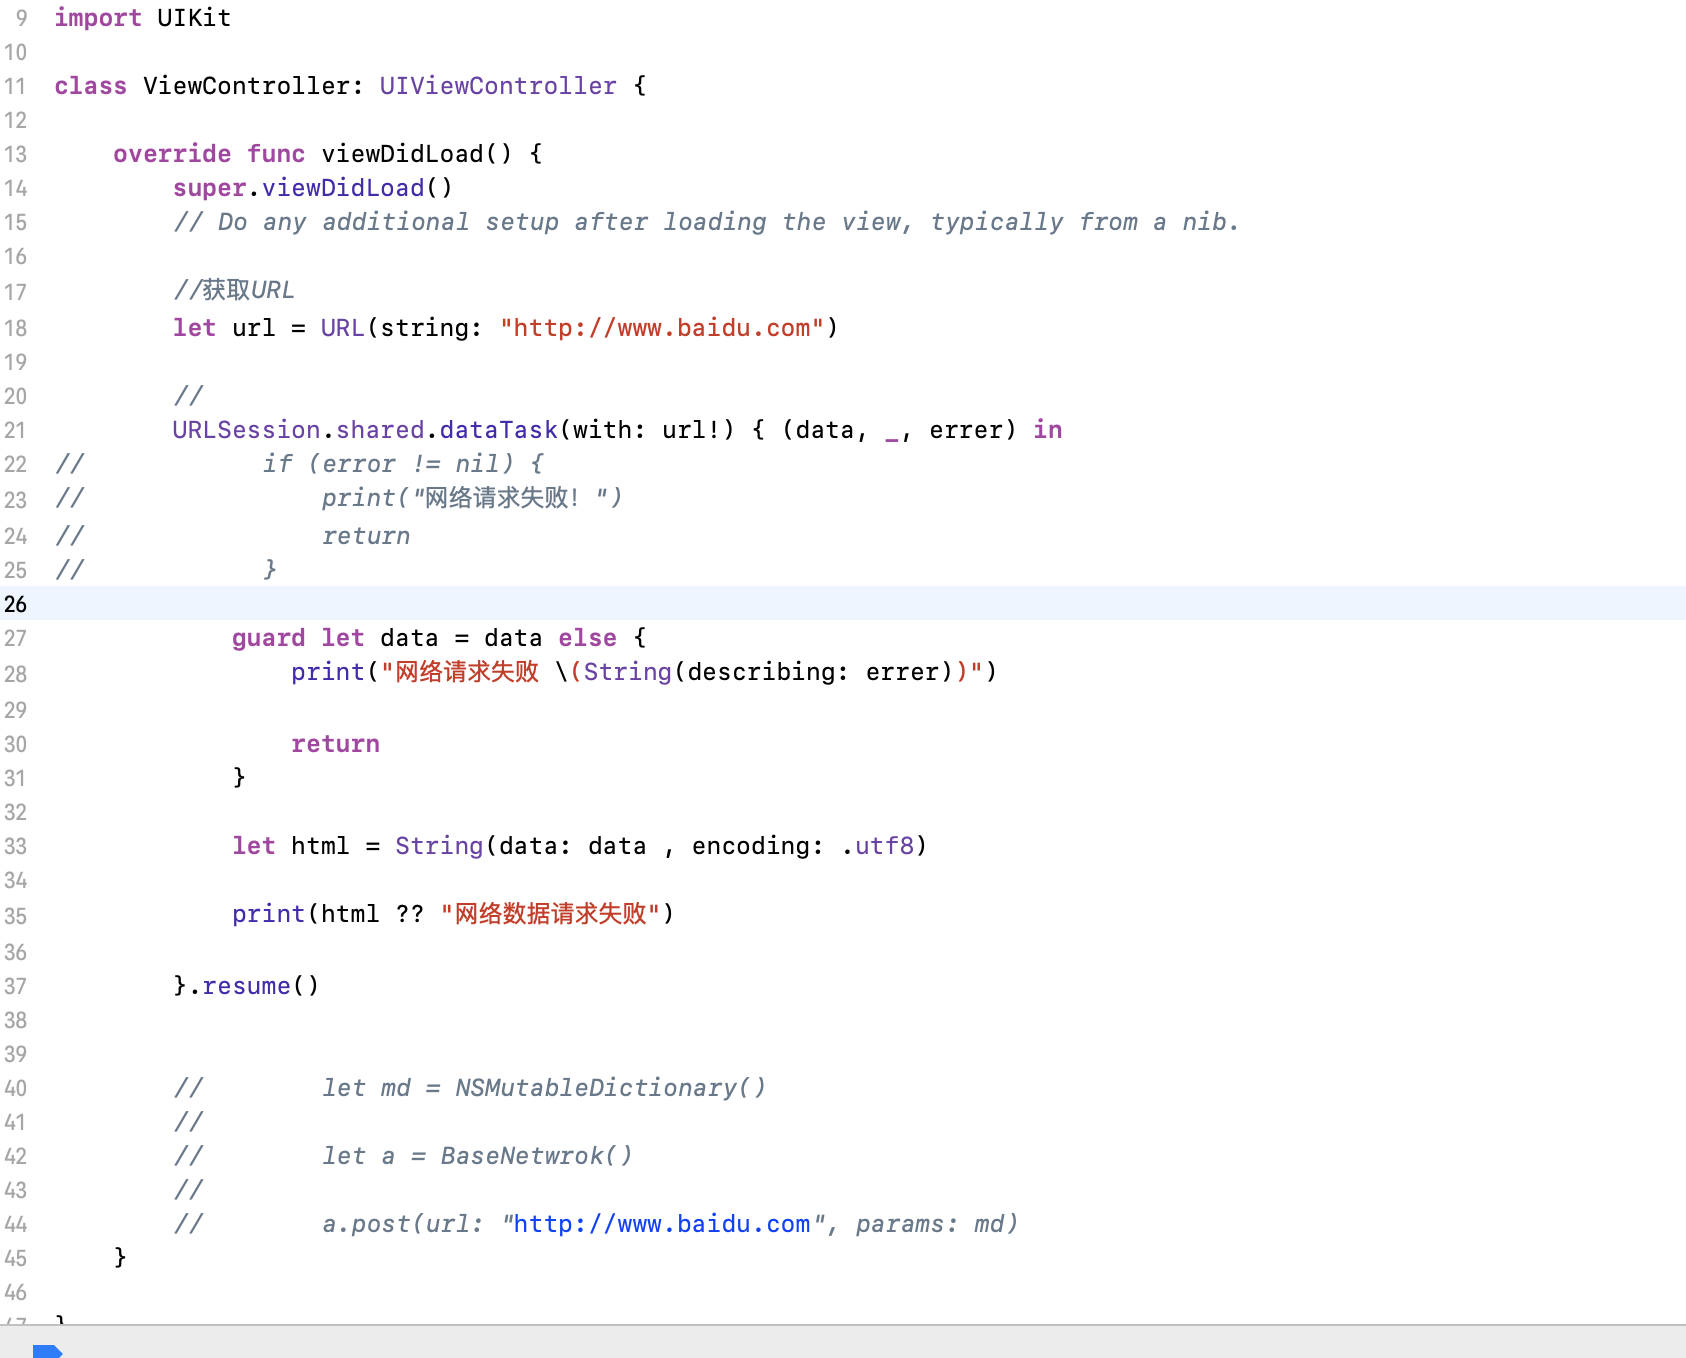 9 import UIKit
10
11 class ViewController: UIViewController {
12
13 override func viewDidLoad() {
14 super.viewDidLoad()
15 // Do any additional setup after loading the view, typically from a nib.
16
17 //获取URL
18 let url = URL(string: "http://www.baidu.com")
19
20 //
21 URLSession.shared.dataTask(with: url!) { (data, _, errer) in
22 // if (error != nil) {
23 // print("网络请求失败！")
24 // return
25 // }
26
27 guard let data = data else {
28 print("网络请求失败 \(String(describing: errer))")
29
30 return
31 }
32
33 let html = String(data: data , encoding: .utf8)
34
35 print(html ?? "网络数据请求失败")
36
37 }.resume()
38
39
40 // let md = NSMutableDictionary()
41 //
42 // let a = BaseNetwrok()
43 //
44 // a.post(url: "http://www.baidu.com", params: md)
45 }
46
47 }